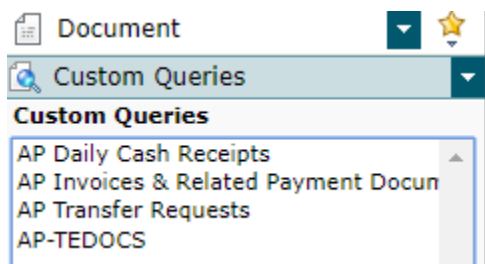 Document
Custom Queries
Custom Queries
AP Daily Cash Receipts
AP Invoices & Related Payment Docum
AP Transfer Requests
AP-TEDOCS